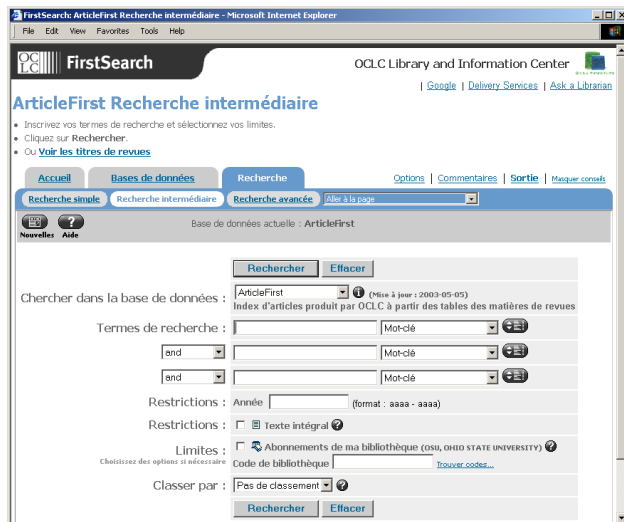 FirstSearch: ArticleFirst Recherche intermédiaire - Microsoft Internet Explorer
File Edit View Favorites Tools Help
OCLC FirstSearch
OCLC Library and Information Center
| Google | Delivery Services | Ask a Librarian
ArticleFirst Recherche intermédiaire
• Inscrivez vos termes de recherche et sélectionnez vos limites.
• Cliquez sur Rechercher.
• Ou Voir les titres de revues
Accueil Bases de données Recherche Options | Commentaires | Sortie | Masquer conseils
Recherche simple Recherche intermédiaire Recherche avancée Aller à la page
Nouvelles Aide
Base de données actuelle : ArticleFirst
Rechercher Effacer
Chercher dans la base de données : ArticleFirst (Mise à jour : 2003-05-05)
Index d'articles produit par OCLC à partir des tables des matières de revues
Termes de recherche : Mot-clé
and Mot-clé
and Mot-clé
Restrictions : Année (format : aaaa - aaaa)
Restrictions : Texte intégral
Limites : Abonnements de ma bibliothèque (OSU, OHIO STATE UNIVERSITY)
Choisissez des options si nécessaire Code de bibliothèque Trouver codes...
Classer par : Pas de classement
Rechercher Effacer